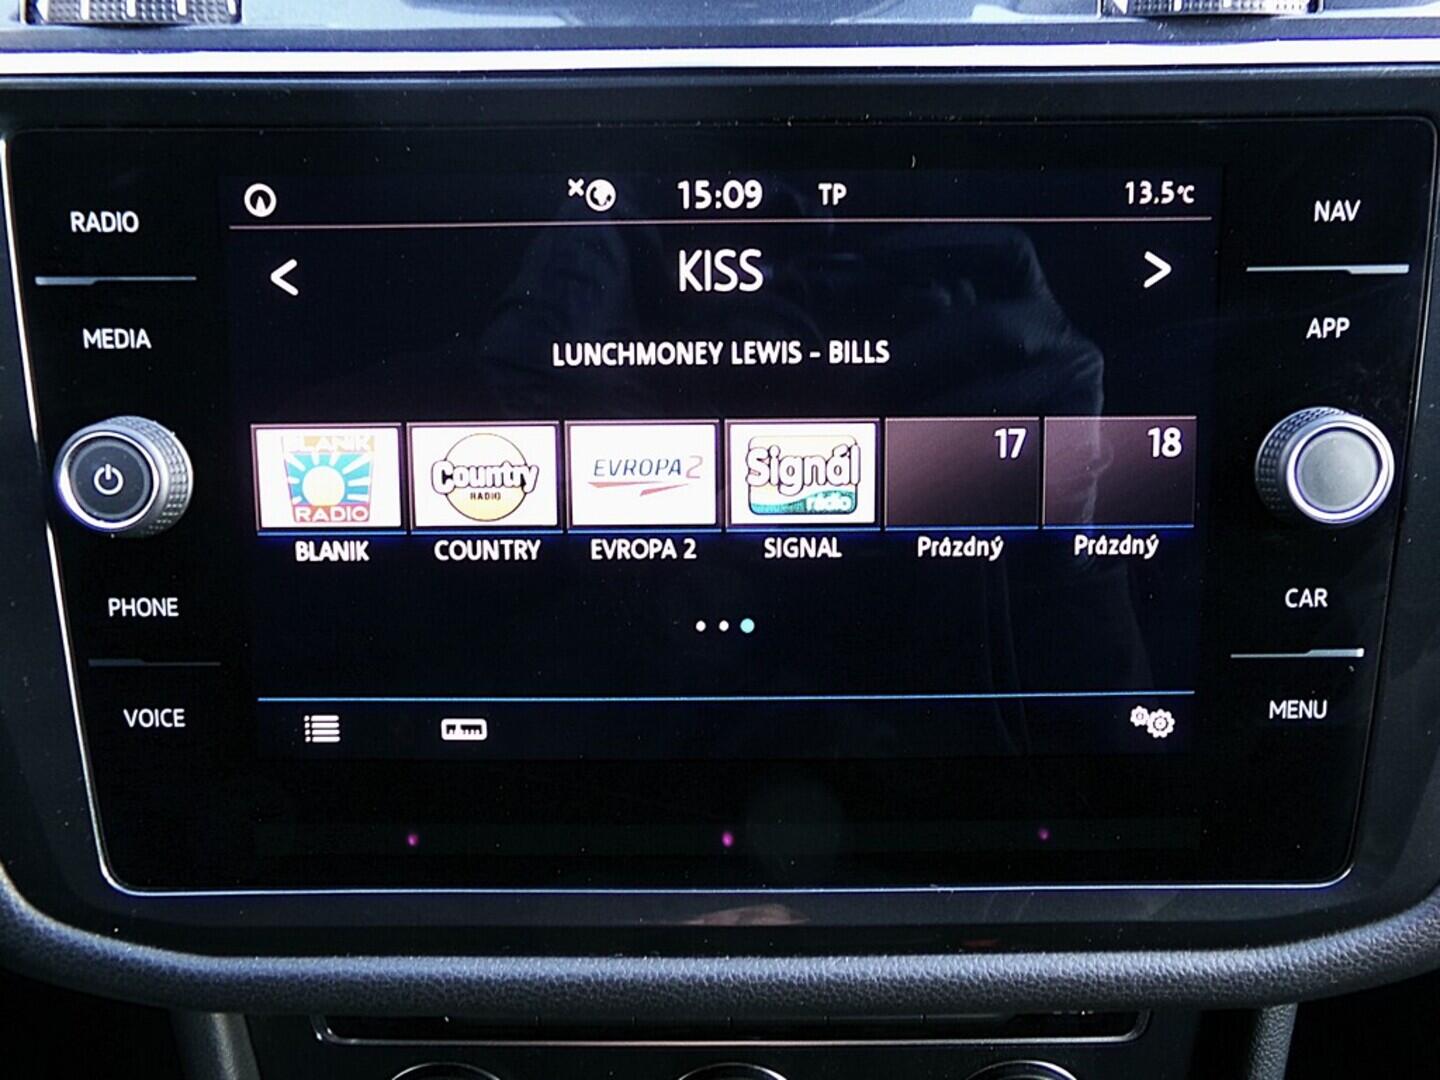 15:09 TP 13.5°C
RADIO
NAV
KISS
MEDIA
APP
LUNCHMONEY LEWIS - BILLS
BLANIK
RADIO
Country
RADIO
EVROPA 2
Signál
rádio
17
18
BLANIK
COUNTRY
EVROPA 2
SIGNAL
Prázdný
Prázdný
PHONE
CAR
VOICE
MENU